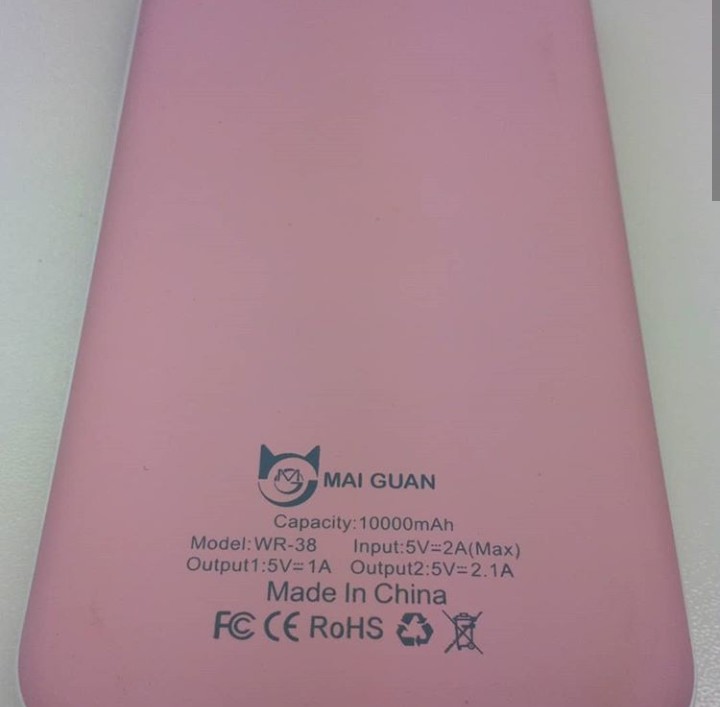 MAI GUAN
Capacity:10000mAh
Model:WR-38 Input:5V⎓2A(Max)
Output1:5V⎓1A Output2:5V⎓2.1A
Made In China
FC CE RoHS